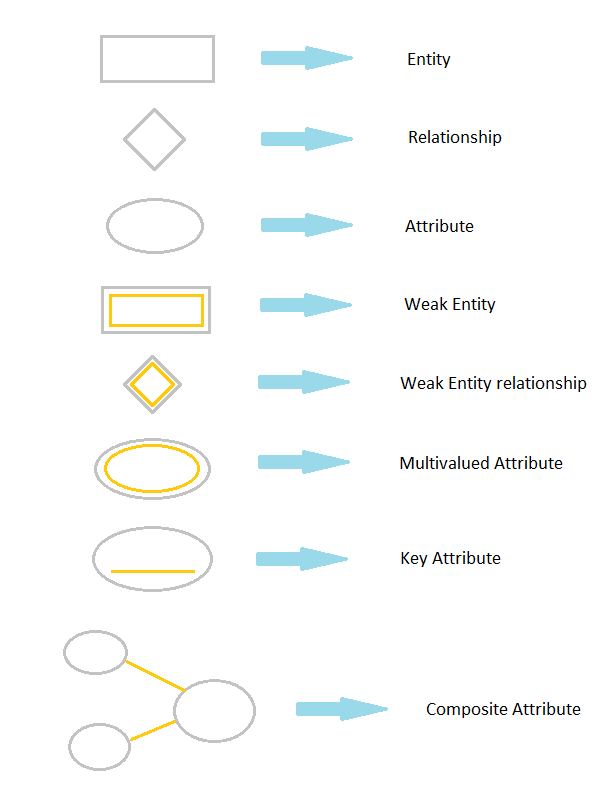 Entity
Relationship
Attribute
Weak Entity
Weak Entity relationship
Multivalued Attribute
Key Attribute
Composite Attribute